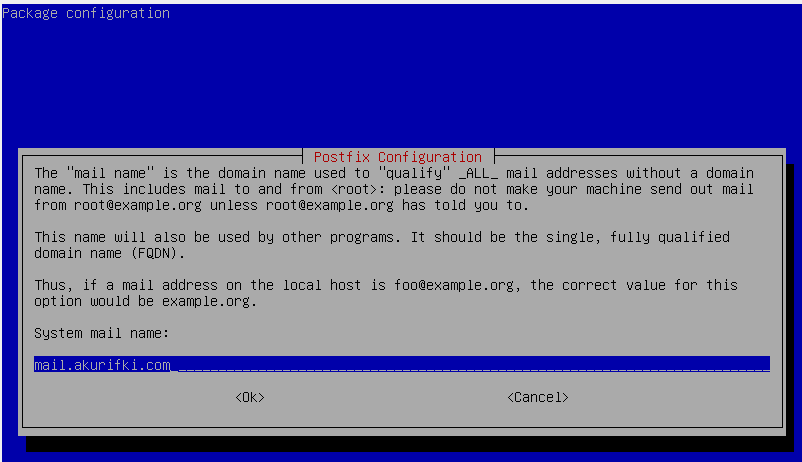 Package configuration
Postfix Configuration
The "mail name" is the domain name used to "qualify" _ALL_ mail addresses without a domain
name. This includes mail to and from <root>: please do not make your machine send out mail
from root@example.org unless root@example.org has told you to.
This name will also be used by other programs. It should be the single, fully qualified
domain name (FQDN).
Thus, if a mail address on the local host is foo@example.org, the correct value for this
option would be example.org.
System mail name:
mail.akurifki.com
<Ok> <Cancel>